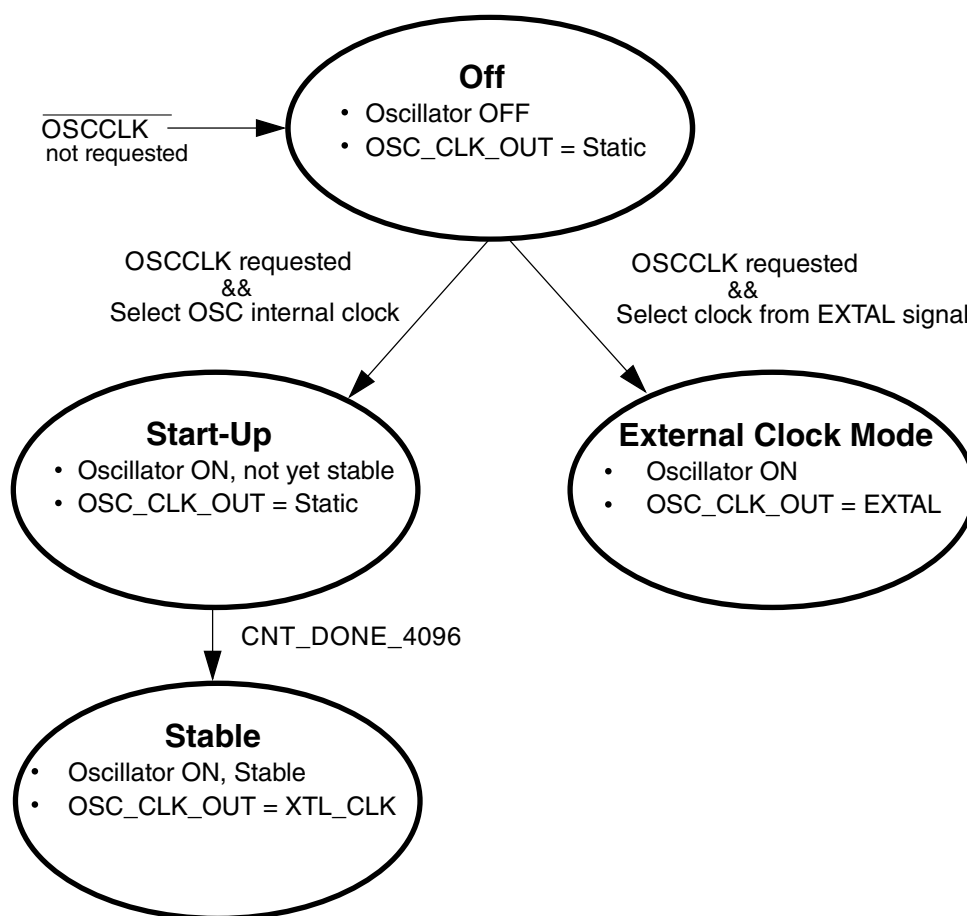 Off
• Oscillator OFF
• OSC_CLK_OUT = Static
OSCCLK
not requested
OSCCLK requested
&&
Select OSC internal clock
OSCCLK requested
&&
Select clock from EXTAL signal
Start-Up
• Oscillator ON, not yet stable
• OSC_CLK_OUT = Static
External Clock Mode
• Oscillator ON
• OSC_CLK_OUT = EXTAL
CNT_DONE_4096
Stable
• Oscillator ON, Stable
• OSC_CLK_OUT = XTL_CLK